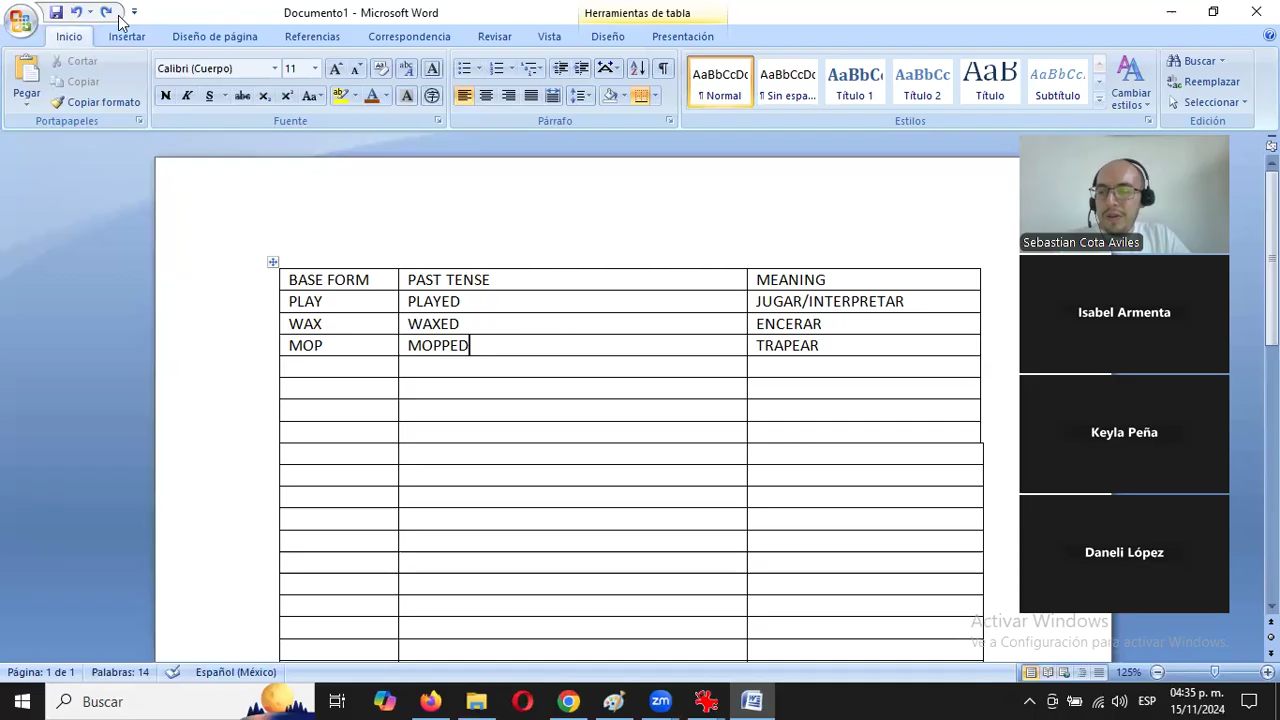 Documento1 - Microsoft Word
Herramientas de tabla
Inicio
Insertar
Diseño de página
Referencias
Correspondencia
Revisar
Vista
Diseño
Presentación
Pegar
Cortar
Copiar
Copiar formato
Portapapeles
Calibri (Cuerpo)
11
Fuente
Párrafo
AaBbCcDc
¶ Normal
AaBbCcDc
¶ Sin espa...
AaBbCc
Título 1
AaBbCc
Título 2
AaB
Título
AaBbCc
Subtítulo
Cambiar
estilos
Estilos
Buscar
Reemplazar
Seleccionar
Edición
BASE FORM PAST TENSE MEANING
PLAY PLAYED JUGAR/INTERPRETAR
WAX WAXED ENCERAR
MOP MOPPED TRAPEAR
Sebastian Cota Aviles
Isabel Armenta
Keyla Peña
Daneli López
Activar Windows
Ve a Configuración para activar Windows.
Página: 1 de 1
Palabras: 14
Español (México)
125%
Buscar
ESP
04:35 p. m.
15/11/2024